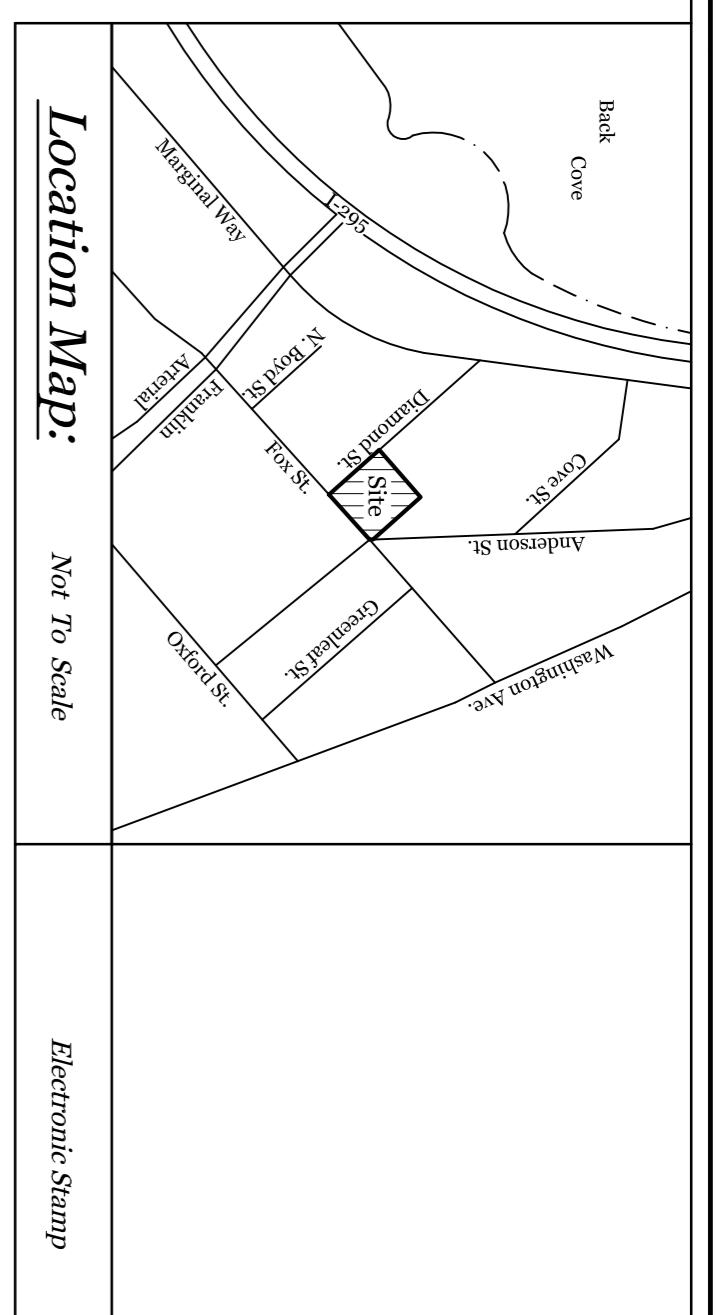 Back
Cove
-295
Marginal Way
N. Boyd St.
Diamond St.
Cove St.
Anderson St.
Washington Ave.
Arterial
Franklin
Fox St.
Site
Greenleaf St.
Oxford St.
Location Map:
Not To Scale
Electronic Stamp